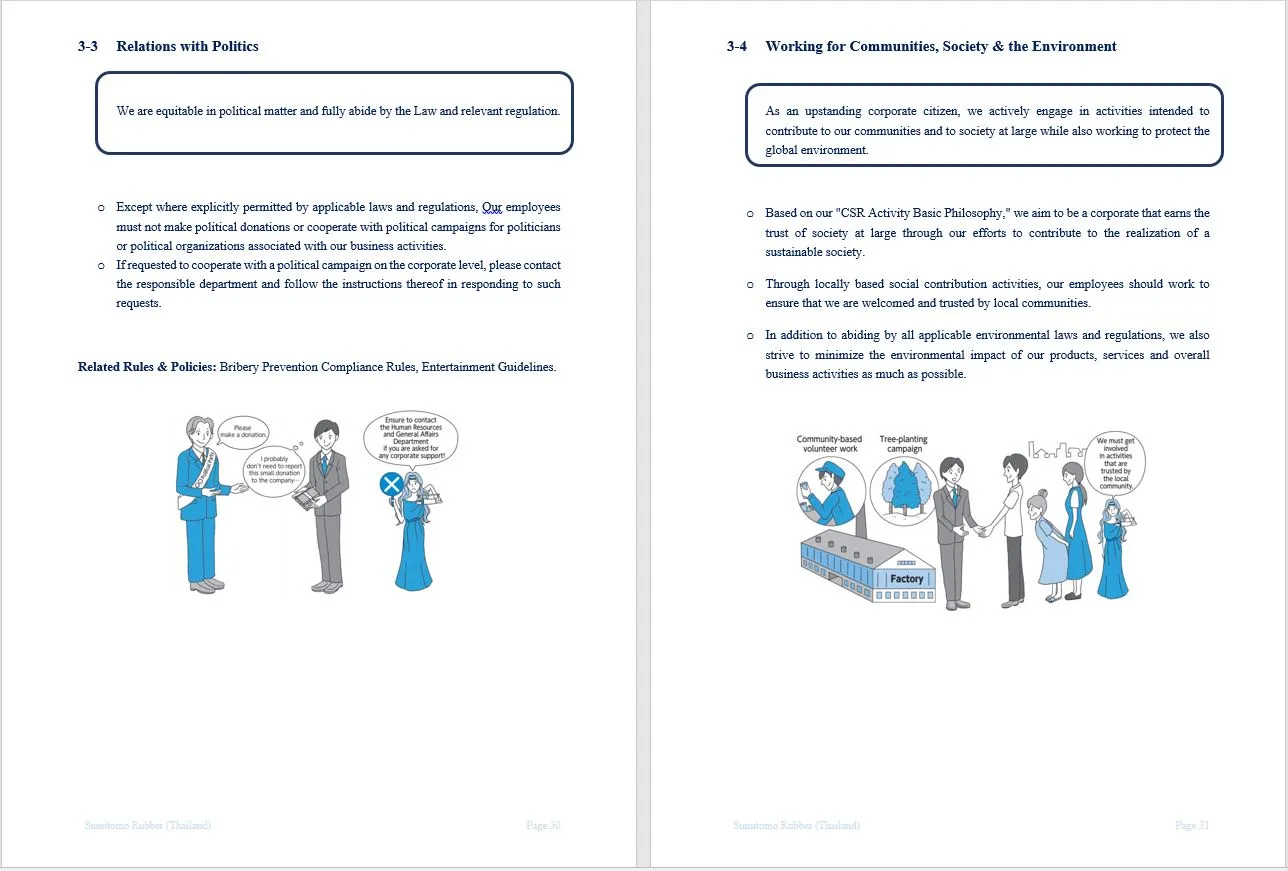 3-3 Relations with Politics
We are equitable in political matter and fully abide by the Law and relevant regulation.
o Except where explicitly permitted by applicable laws and regulations, Our employees
must not make political donations or cooperate with political campaigns for politicians
or political organizations associated with our business activities.
o If requested to cooperate with a political campaign on the corporate level, please contact
the responsible department and follow the instructions thereof in responding to such
requests.
Related Rules & Policies: Bribery Prevention Compliance Rules, Entertainment Guidelines.
Please
make a donation.
I probably
don't need to report
this small donation
to the company…
Ensure to contact
the Human Resources
and General Affairs
Department
if you are asked for
any corporate support!
Sumitomo Rubber (Thailand)
Page 30
3-4 Working for Communities, Society & the Environment
As an upstanding corporate citizen, we actively engage in activities intended to
contribute to our communities and to society at large while also working to protect the
global environment.
o Based on our "CSR Activity Basic Philosophy," we aim to be a corporate that earns the
trust of society at large through our efforts to contribute to the realization of a
sustainable society.
o Through locally based social contribution activities, our employees should work to
ensure that we are welcomed and trusted by local communities.
o In addition to abiding by all applicable environmental laws and regulations, we also
strive to minimize the environmental impact of our products, services and overall
business activities as much as possible.
Community-based
volunteer work
Tree-planting
campaign
We must get
involved
in activities
that are
trusted by
the local
community.
Factory
Sumitomo Rubber (Thailand)
Page 31